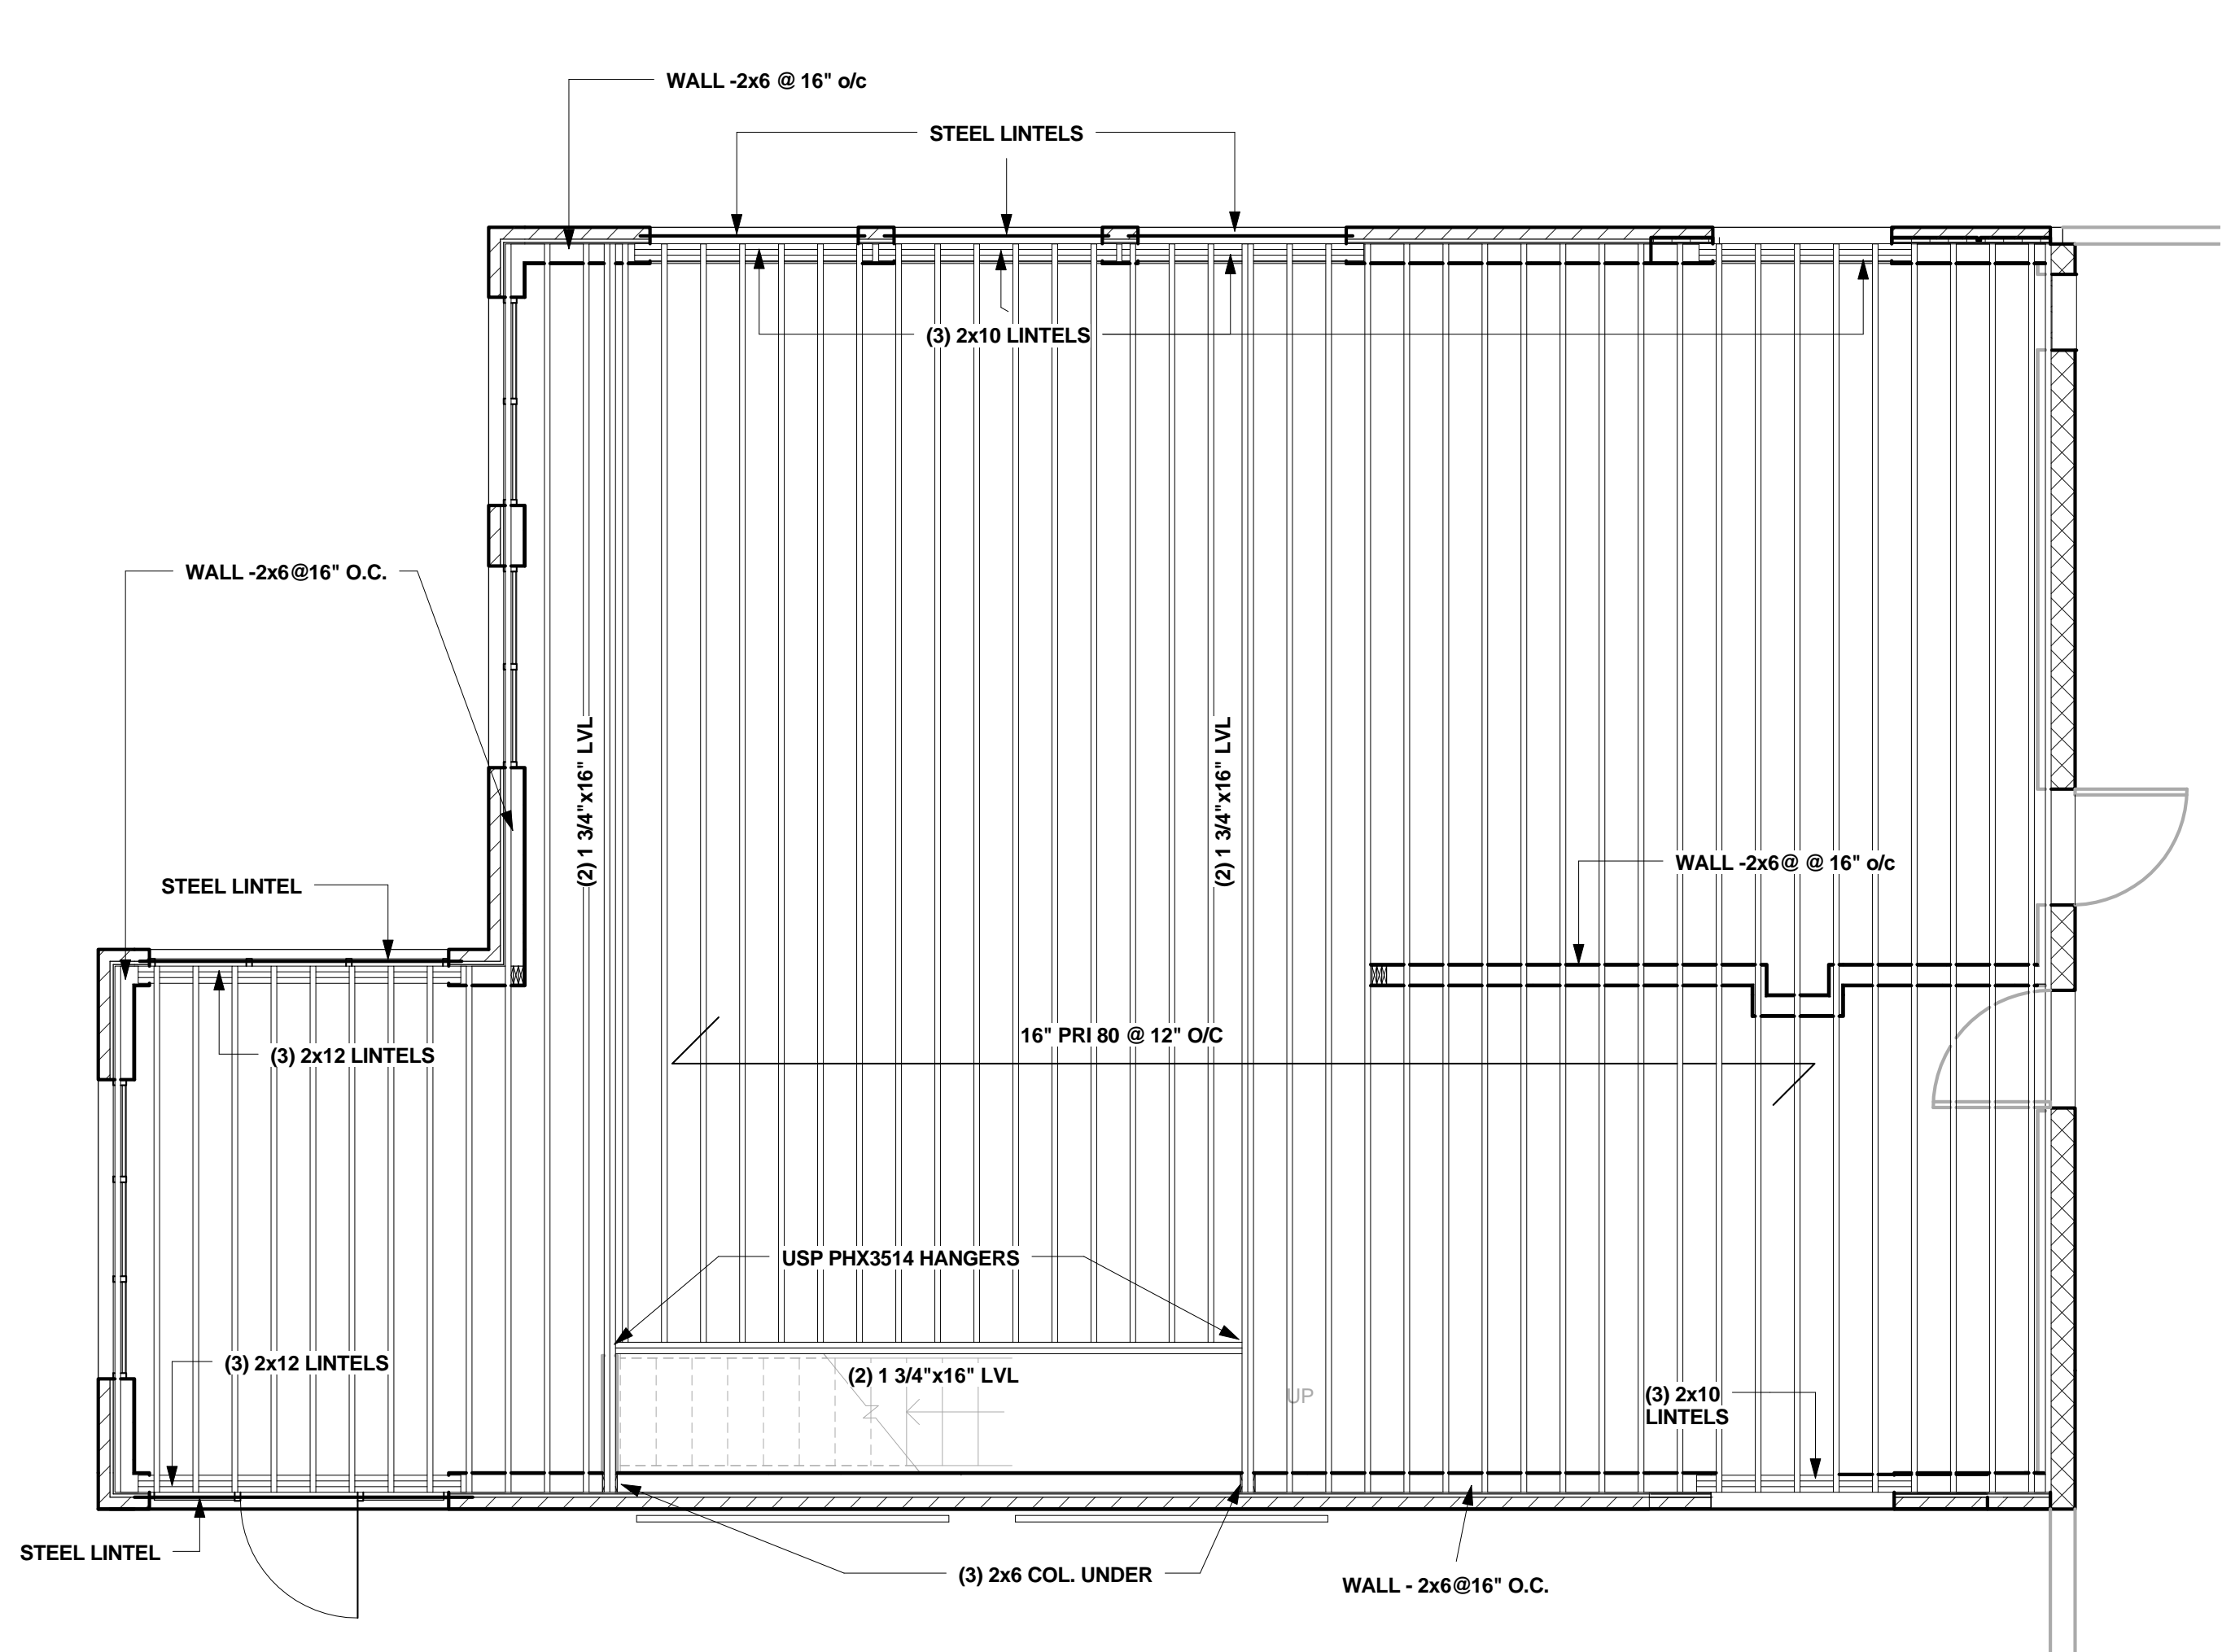 WALL -2x6 @ 16" o/c
STEEL LINTELS
(3) 2x10 LINTELS
WALL -2x6@16" O.C.
(2) 1 3/4"x16" LVL
(2) 1 3/4"x16" LVL
WALL -2x6@ @ 16" o/c
STEEL LINTEL
16" PRI 80 @ 12" O/C
(3) 2x12 LINTELS
USP PHX3514 HANGERS
(3) 2x12 LINTELS
(2) 1 3/4"x16" LVL
UP
(3) 2x10
LINTELS
STEEL LINTEL
(3) 2x6 COL. UNDER
WALL - 2x6@16" O.C.